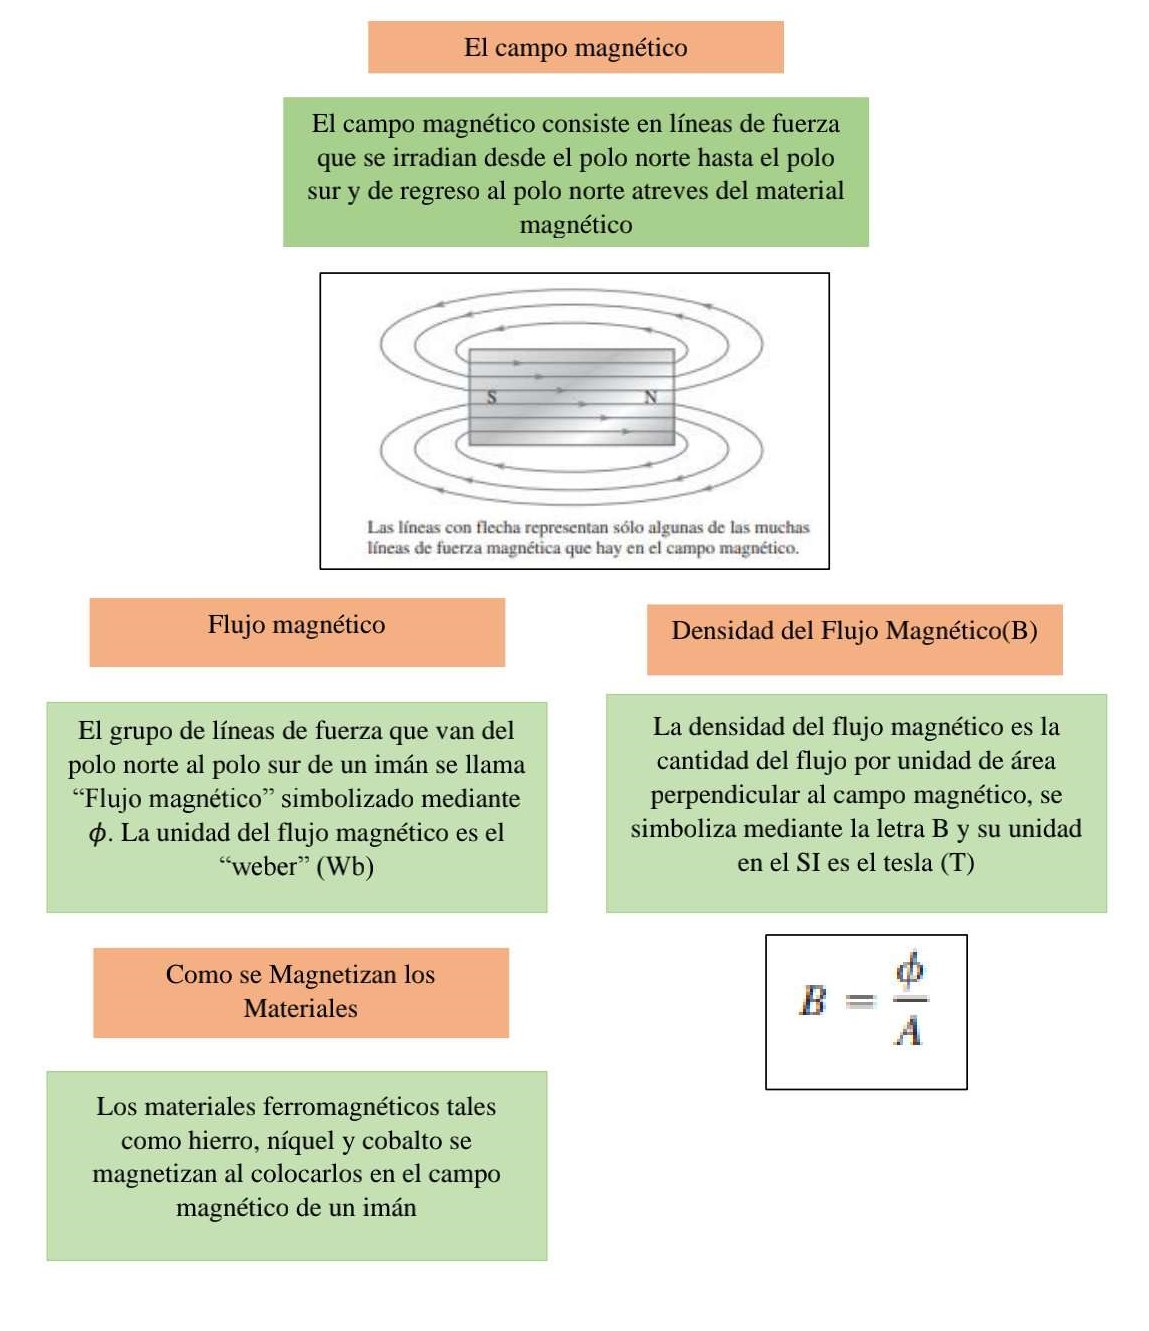 El campo magnético
El campo magnético consiste en líneas de fuerza
que se irradian desde el polo norte hasta el polo
sur y de regreso al polo norte atreves del material
magnético
S
N
Las líneas con flecha representan sólo algunas de las muchas
líneas de fuerza magnética que hay en el campo magnético.
Flujo magnético
El grupo de líneas de fuerza que van del
polo norte al polo sur de un imán se llama
“Flujo magnético” simbolizado mediante
ϕ. La unidad del flujo magnético es el
“weber” (Wb)
Densidad del Flujo Magnético(B)
La densidad del flujo magnético es la
cantidad del flujo por unidad de área
perpendicular al campo magnético, se
simboliza mediante la letra B y su unidad
en el SI es el tesla (T)
B = ϕ/A
Como se Magnetizan los
Materiales
Los materiales ferromagnéticos tales
como hierro, níquel y cobalto se
magnetizan al colocarlos en el campo
magnético de un imán